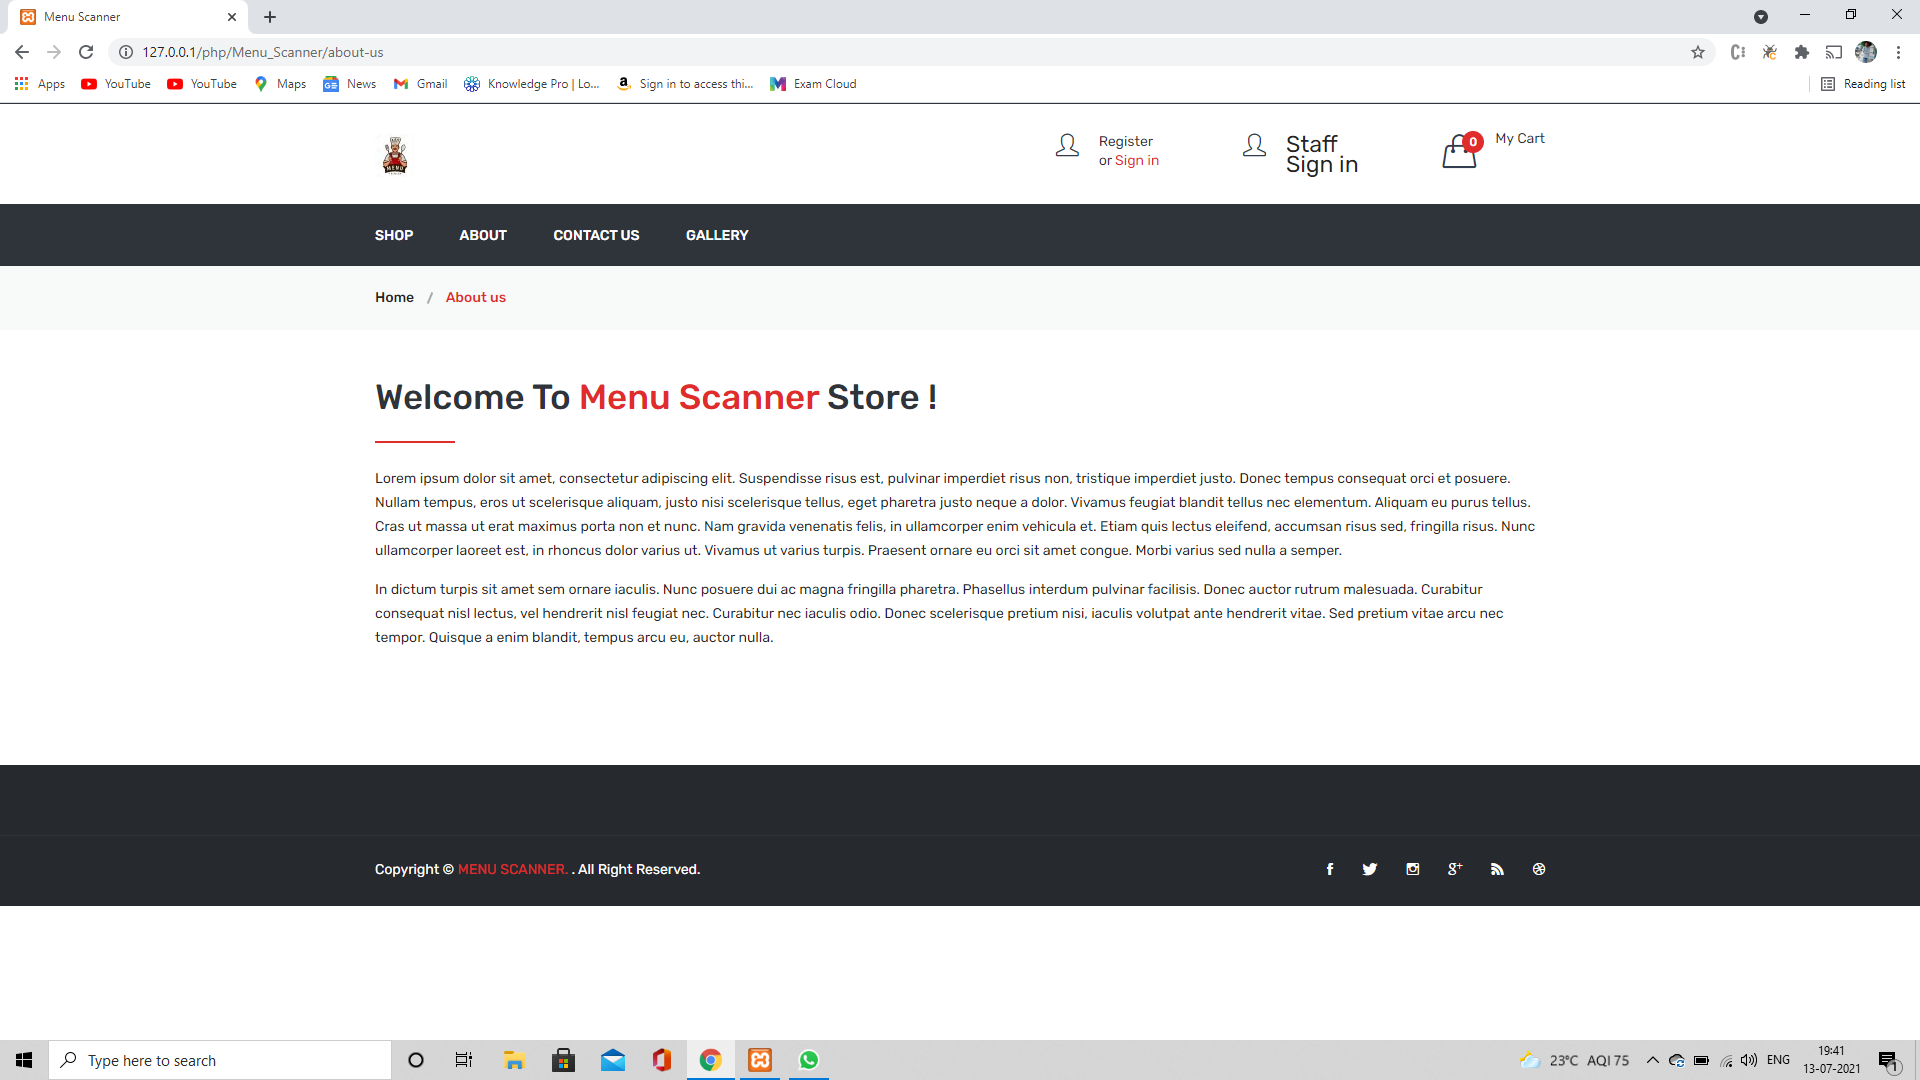 Menu Scanner
127.0.0.1/php/Menu_Scanner/about-us
Apps YouTube YouTube Maps News Gmail Knowledge Pro | Lo... Sign in to access thi... Exam Cloud Reading list
MENU
Register
or Sign in
Staff
Sign in
0
My Cart
SHOP ABOUT CONTACT US GALLERY
Home / About us
Welcome To Menu Scanner Store !
Lorem ipsum dolor sit amet, consectetur adipiscing elit. Suspendisse risus est, pulvinar imperdiet risus non, tristique imperdiet justo. Donec tempus consequat orci et posuere.
Nullam tempus, eros ut scelerisque aliquam, justo nisi scelerisque tellus, eget pharetra justo neque a dolor. Vivamus feugiat blandit tellus nec elementum. Aliquam eu purus tellus.
Cras ut massa ut erat maximus porta non et nunc. Nam gravida venenatis felis, in ullamcorper enim vehicula et. Etiam quis lectus eleifend, accumsan risus sed, fringilla risus. Nunc
ullamcorper laoreet est, in rhoncus dolor varius ut. Vivamus ut varius turpis. Praesent ornare eu orci sit amet congue. Morbi varius sed nulla a semper.
In dictum turpis sit amet sem ornare iaculis. Nunc posuere dui ac magna fringilla pharetra. Phasellus interdum pulvinar facilisis. Donec auctor rutrum malesuada. Curabitur
consequat nisl lectus, vel hendrerit nisl feugiat nec. Curabitur nec iaculis odio. Donec scelerisque pretium nisi, iaculis volutpat ante hendrerit vitae. Sed pretium vitae arcu nec
tempor. Quisque a enim blandit, tempus arcu eu, auctor nulla.
Copyright © MENU SCANNER. . All Right Reserved.
Type here to search
23°C AQI 75
ENG
19:41
13-07-2021
1